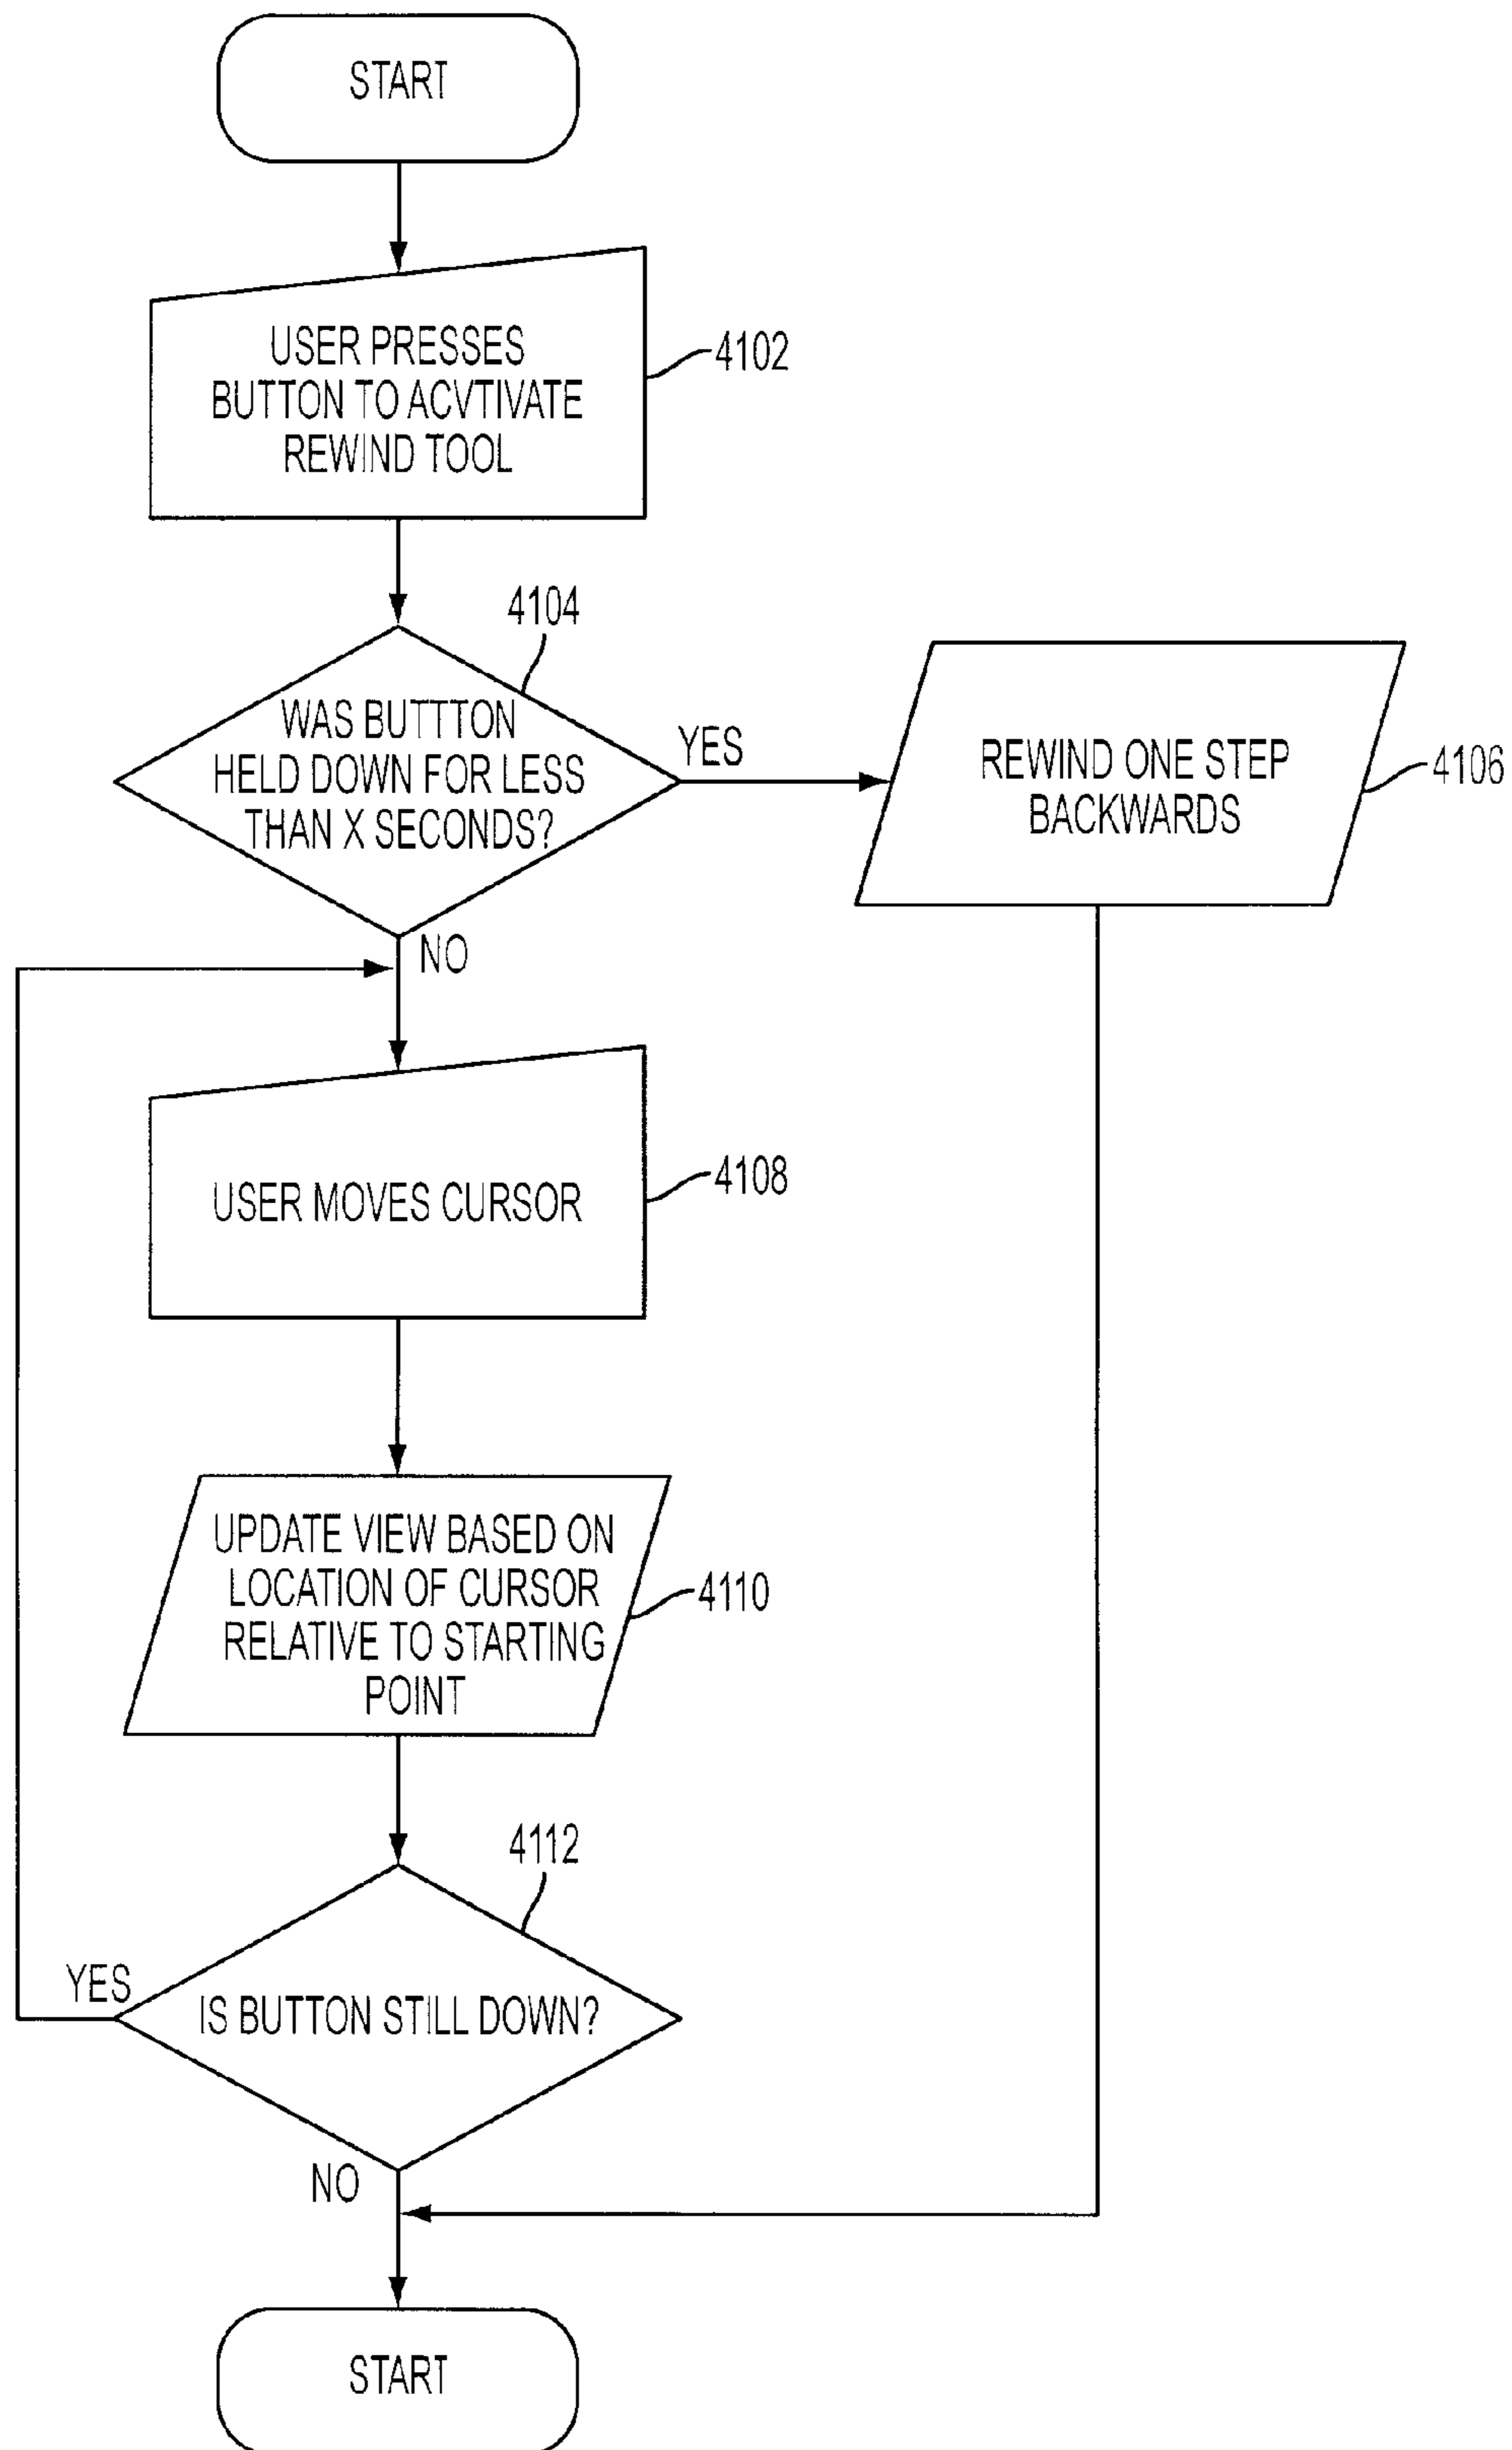 START
USER PRESSES
BUTTON TO ACVTIVATE
REWIND TOOL
4102
4104
WAS BUTTTON
HELD DOWN FOR LESS
THAN X SECONDS?
YES
REWIND ONE STEP
BACKWARDS
4106
NO
USER MOVES CURSOR
4108
UPDATE VIEW BASED ON
LOCATION OF CURSOR
RELATIVE TO STARTING
POINT
4110
4112
YES
IS BUTTON STILL DOWN?
NO
START